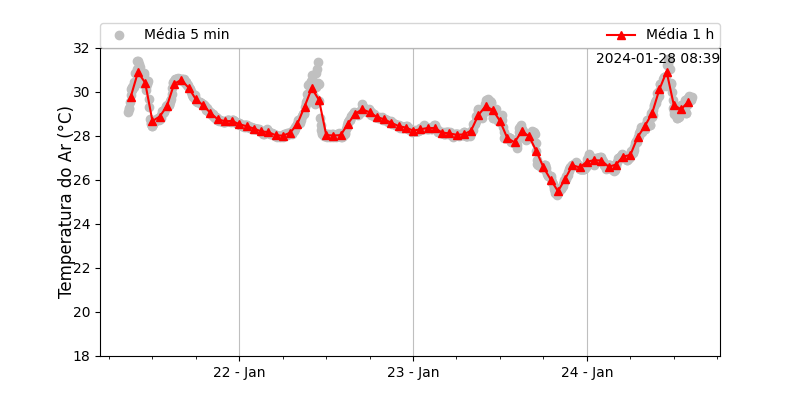 Média 5 min
Média 1 h
2024-01-28 08:39
Temperatura do Ar (°C)
32
30
28
26
24
22
20
18
22 - Jan
23 - Jan
24 - Jan